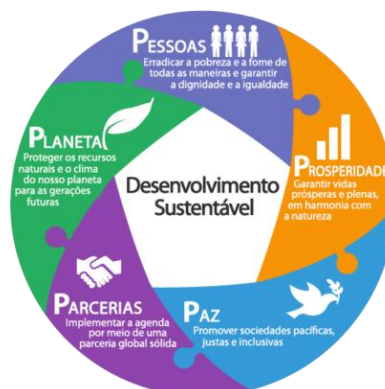 PESSOAS
Erradicar a pobreza e a fome de
todas as maneiras e garantir
a dignidade e a igualdade
PROSPERIDADE
Garantir vidas
prósperas e plenas,
em harmonia com
a natureza
PAZ
Promover sociedades pacíficas,
justas e inclusivas
PARCERIAS
Implementar a agenda
por meio de uma
parceria global sólida
PLANETA
Proteger os recursos
naturais e o clima
do nosso planeta
para as gerações
futuras
Desenvolvimento
Sustentável